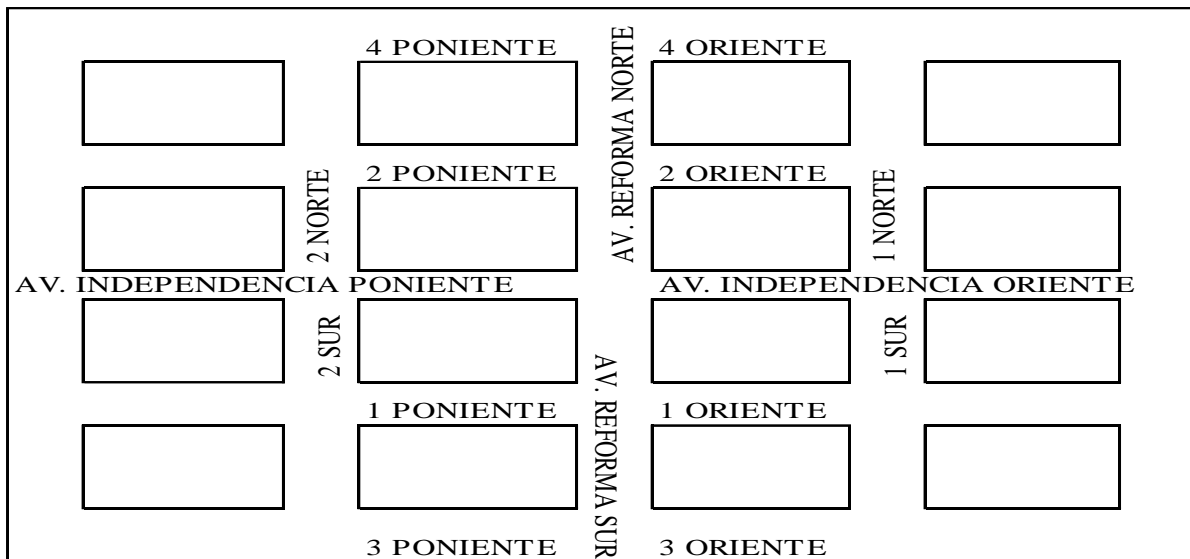 4 PONIENTE
4 ORIENTE
AV. REFORMA NORTE
2 PONIENTE
2 ORIENTE
2 NORTE
1 NORTE
AV. INDEPENDENCIA PONIENTE
AV. INDEPENDENCIA ORIENTE
2 SUR
1 SUR
AV. REFORMA SUR
1 PONIENTE
1 ORIENTE
3 PONIENTE
3 ORIENTE